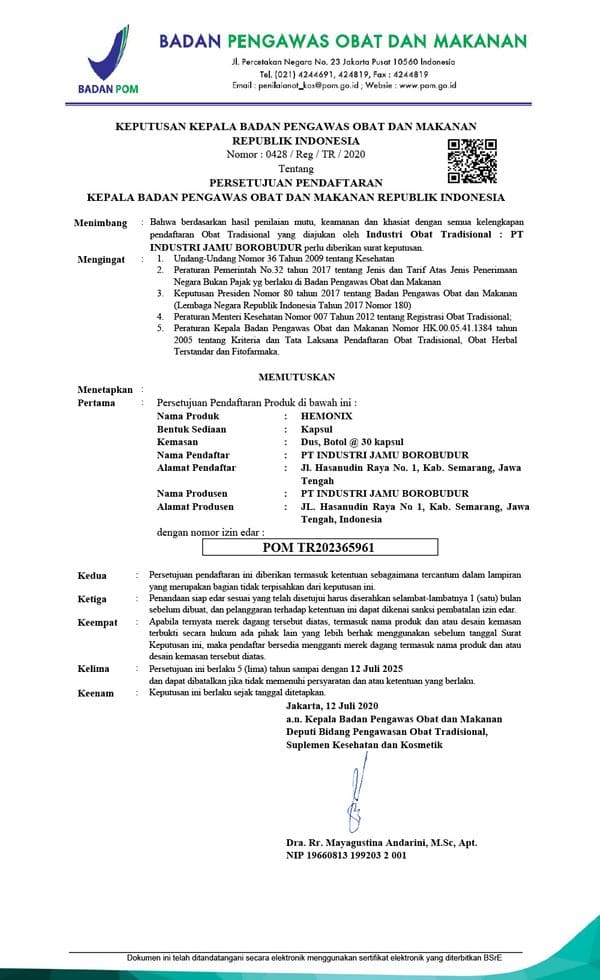 BADAN POM
BADAN PENGAWAS OBAT DAN MAKANAN
Jl. Percetakan Negara No. 23 Jakarta Pusat 10560 Indonesia
Tel. (021) 4244691, 424819, Fax : 4244819
Email : penilaianot_kos@pom.go.id ; Websie : www.pom.go.id
KEPUTUSAN KEPALA BADAN PENGAWAS OBAT DAN MAKANAN
REPUBLIK INDONESIA
Nomor : 0428 / Reg / TR / 2020
Tentang
PERSETUJUAN PENDAFTARAN
KEPALA BADAN PENGAWAS OBAT DAN MAKANAN REPUBLIK INDONESIA
Menimbang : Bahwa berdasarkan hasil penilaian mutu, keamanan dan khasiat dengan semua kelengkapan
pendaftaran Obat Tradisional yang diajukan oleh Industri Obat Tradisional : PT
INDUSTRI JAMU BOROBUDUR perlu diberikan surat keputusan.
Mengingat : 1. Undang-Undang Nomor 36 Tahun 2009 tentang Kesehatan
2. Peraturan Pemerintah No.32 tahun 2017 tentang Jenis dan Tarif Atas Jenis Penerimaan
Negara Bukan Pajak yg berlaku di Badan Pengawas Obat dan Makanan
3. Keputusan Presiden Nomor 80 tahun 2017 tentang Badan Pengawas Obat dan Makanan
(Lembaga Negara Republik Indonesia Tahun 2017 Nomor 180)
4. Peraturan Menteri Kesehatan Nomor 007 Tahun 2012 tentang Registrasi Obat Tradisional;
5. Peraturan Kepala Badan Pengawas Obat dan Makanan Nomor HK.00.05.41.1384 tahun
2005 tentang Kriteria dan Tata Laksana Pendaftaran Obat Tradisional, Obat Herbal
Terstandar dan Fitofarmaka.
MEMUTUSKAN
Menetapkan :
Pertama : Persetujuan Pendaftaran Produk di bawah ini :
Nama Produk : HEMONIX
Bentuk Sediaan : Kapsul
Kemasan : Dus, Botol @ 30 kapsul
Nama Pendaftar : PT INDUSTRI JAMU BOROBUDUR
Alamat Pendaftar : Jl. Hasanudin Raya No. 1, Kab. Semarang, Jawa
Tengah
Nama Produsen : PT INDUSTRI JAMU BOROBUDUR
Alamat Produsen : JL. Hasanudin Raya No 1, Kab. Semarang, Jawa
Tengah, Indonesia
dengan nomor izin edar :
POM TR202365961
Kedua : Persetujuan pendaftaran ini diberikan termasuk ketentuan sebagaimana tercantum dalam lampiran
yang merupakan bagian tidak terpisahkan dari keputusan ini.
Ketiga : Penandaan siap edar sesuai yang telah disetujui harus diserahkan selambat-lambatnya 1 (satu) bulan
sebelum dibuat, dan pelanggaran terhadap ketentuan ini dapat dikenai sanksi pembatalan izin edar.
Keempat : Apabila ternyata merek dagang tersebut diatas, termasuk nama produk dan atau desain kemasan
terbukti secara hukum ada pihak lain yang lebih berhak menggunakan sebelum tanggal Surat
Keputusan ini, maka pendaftar bersedia mengganti merek dagang termasuk nama produk dan atau
desain kemasan tersebut diatas.
Kelima : Persetujuan ini berlaku 5 (lima) tahun sampai dengan 12 Juli 2025
dan dapat dibatalkan jika tidak memenuhi persyaratan dan atau ketentuan yang berlaku.
Keenam : Keputusan ini berlaku sejak tanggal ditetapkan.
Jakarta, 12 Juli 2020
a.n. Kepala Badan Pengawas Obat dan Makanan
Deputi Bidang Pengawasan Obat Tradisional,
Suplemen Kesehatan dan Kosmetik
Dra. Rr. Mayagustina Andarini, M.Sc, Apt.
NIP 19660813 199203 2 001
Dokumen ini telah ditandatangani secara elektronik menggunakan sertifikat elektronik yang diterbitkan BSrE